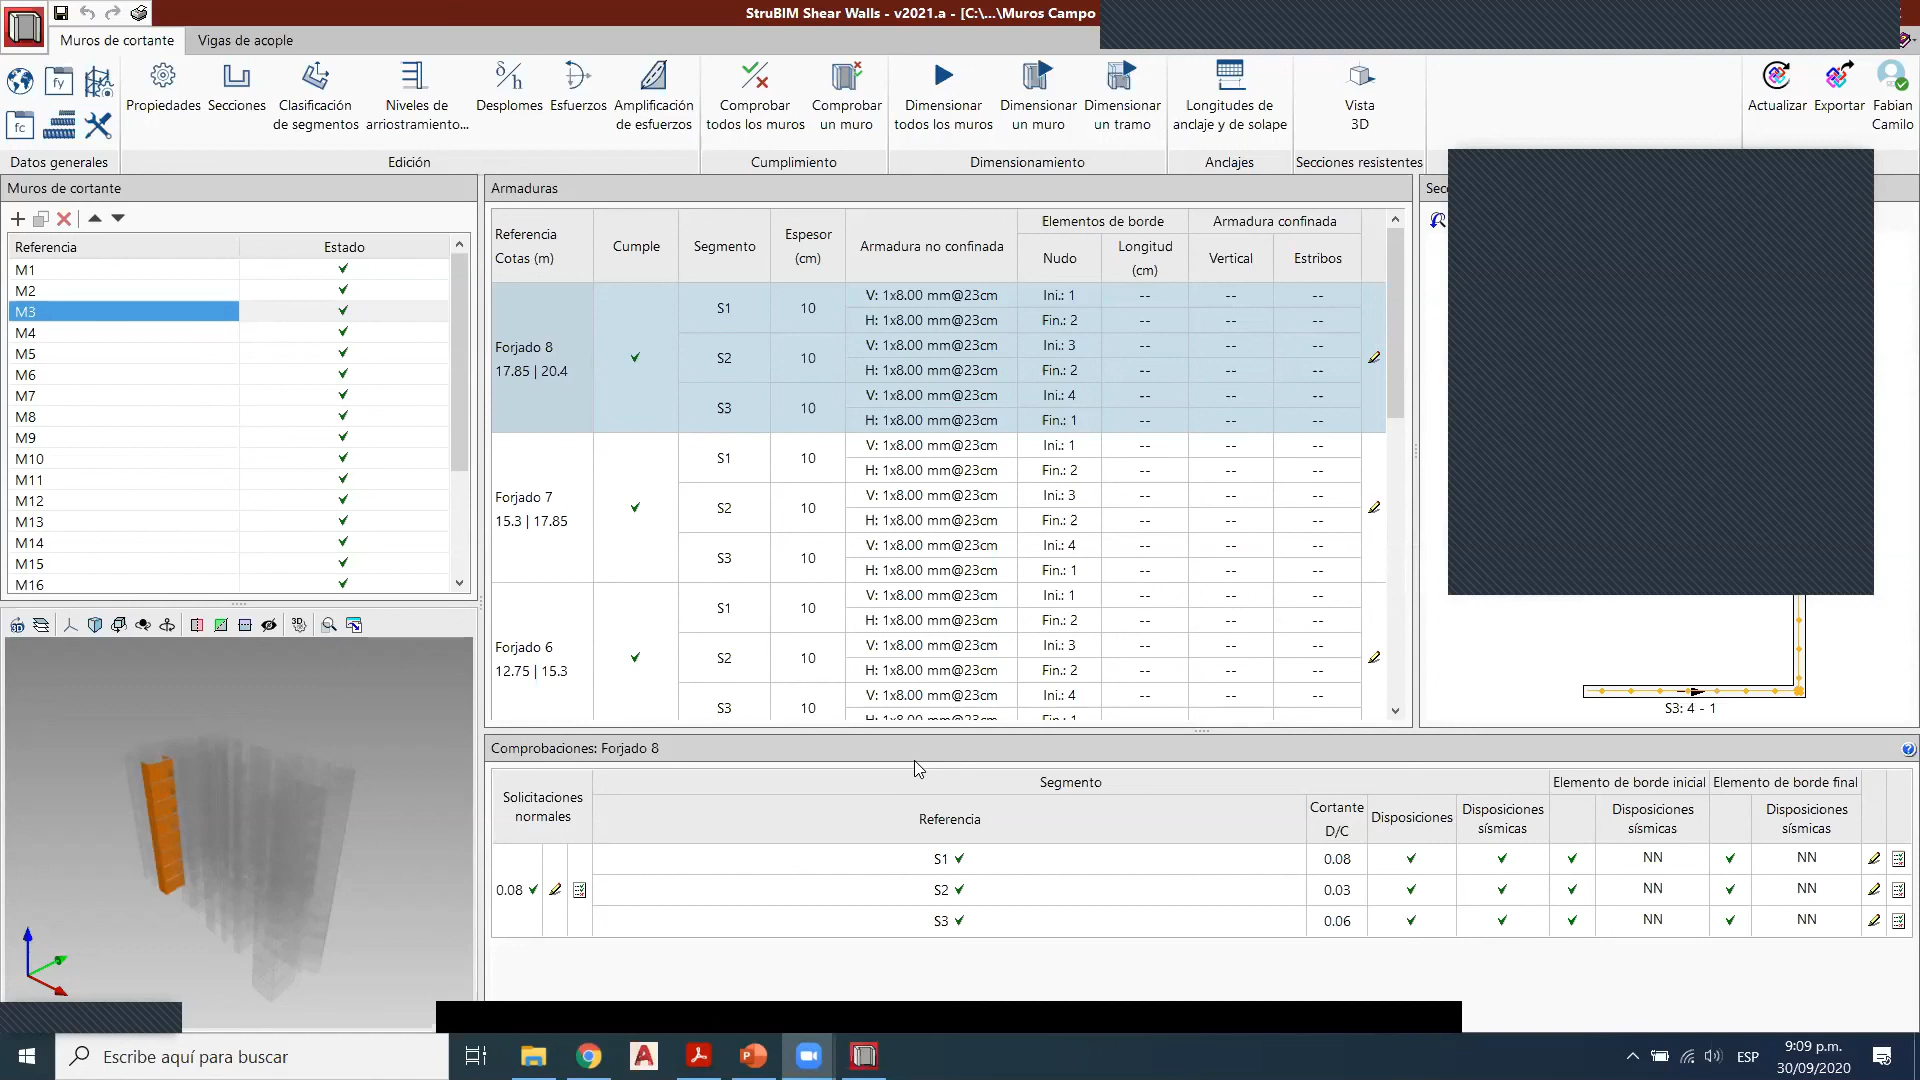 StruBIM Shear Walls - v2021.a - [C:\...\Muros Campo
Muros de cortante
Vigas de acople
Propiedades
Secciones
Clasificación
de segmentos
Niveles de
arriostramiento...
Desplomes
Esfuerzos
Amplificación
de esfuerzos
Comprobar
todos los muros
Comprobar
un muro
Dimensionar
todos los muros
Dimensionar
un muro
Dimensionar
un tramo
Longitudes de
anclaje y de solape
Vista
3D
Actualizar
Exportar
Fabian
Camilo
fy
fc
δ/h
Datos generales
Edición
Cumplimiento
Dimensionamiento
Anclajes
Secciones resistentes
Muros de cortante
Referencia Estado
M1
M2
M3
M4
M5
M6
M7
M8
M9
M10
M11
M12
M13
M14
M15
M16
Armaduras
Referencia
Cotas (m)
Cumple
Segmento
Espesor
(cm)
Armadura no confinada
Elementos de borde
Nudo
Longitud
(cm)
Armadura confinada
Vertical
Estribos
Forjado 8
17.85 | 20.4
S1 10 V: 1x8.00 mm@23cm Ini.: 1 -- -- --
H: 1x8.00 mm@23cm Fin.: 2 -- -- --
S2 10 V: 1x8.00 mm@23cm Ini.: 3 -- -- --
H: 1x8.00 mm@23cm Fin.: 2 -- -- --
S3 10 V: 1x8.00 mm@23cm Ini.: 4 -- -- --
H: 1x8.00 mm@23cm Fin.: 1 -- -- --
Forjado 7
15.3 | 17.85
S1 10 V: 1x8.00 mm@23cm Ini.: 1 -- -- --
H: 1x8.00 mm@23cm Fin.: 2 -- -- --
S2 10 V: 1x8.00 mm@23cm Ini.: 3 -- -- --
H: 1x8.00 mm@23cm Fin.: 2 -- -- --
S3 10 V: 1x8.00 mm@23cm Ini.: 4 -- -- --
H: 1x8.00 mm@23cm Fin.: 1 -- -- --
Forjado 6
12.75 | 15.3
S1 10 V: 1x8.00 mm@23cm Ini.: 1 -- -- --
H: 1x8.00 mm@23cm Fin.: 2 -- -- --
S2 10 V: 1x8.00 mm@23cm Ini.: 3 -- -- --
H: 1x8.00 mm@23cm Fin.: 2 -- -- --
S3 10 V: 1x8.00 mm@23cm Ini.: 4 -- -- --
H: 1x8.00 mm@23cm Fin.: 1 -- -- --
Sec
S3: 4 - 1
Comprobaciones: Forjado 8
Solicitaciones
normales
Segmento
Referencia
Cortante
D/C
Disposiciones
Disposiciones
sísmicas
Elemento de borde inicial
Disposiciones
sísmicas
Elemento de borde final
Disposiciones
sísmicas
0.08
S1 0.08 NN NN
S2 0.03 NN NN
S3 0.06 NN NN
Escribe aquí para buscar
ESP
9:09 p.m.
30/09/2020